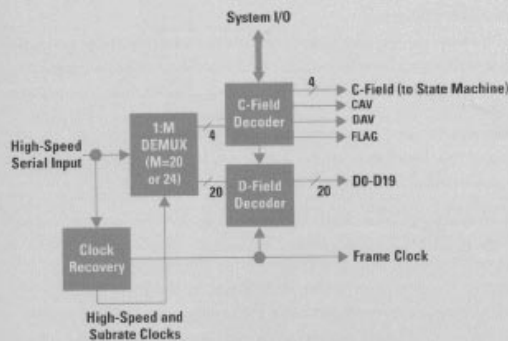 System I/O
4
C-Field (to State Machine)
C-Field
Decoder
CAV
DAV
FLAG
1:M
DEMUX
(M=20
or 24)
4
High-Speed
Serial Input
20
D-Field
Decoder
20
D0-D19
Clock
Recovery
Frame Clock
High-Speed and
Subrate Clocks